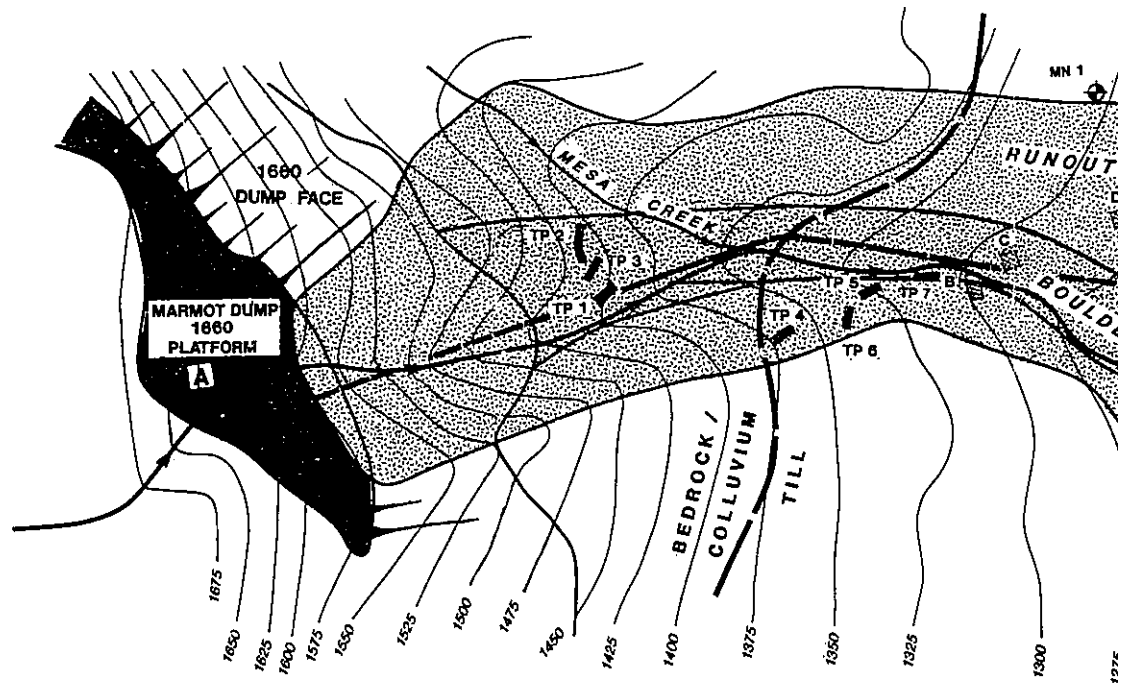 MN 1
1660
DUMP FACE
MESA
CREEK
RUNOUT
TP 2
TP 3
TP 1
C
TP 5
TP 7
B
BOULDE
MARMOT DUMP
1660
PLATFORM
A
TP 4
TP 6
BEDROCK /
COLLUVIUM
TILL
1675
1650
1625
1600
1575
1550
1525
1500
1475
1450
1425
1400
1375
1350
1325
1300
1275